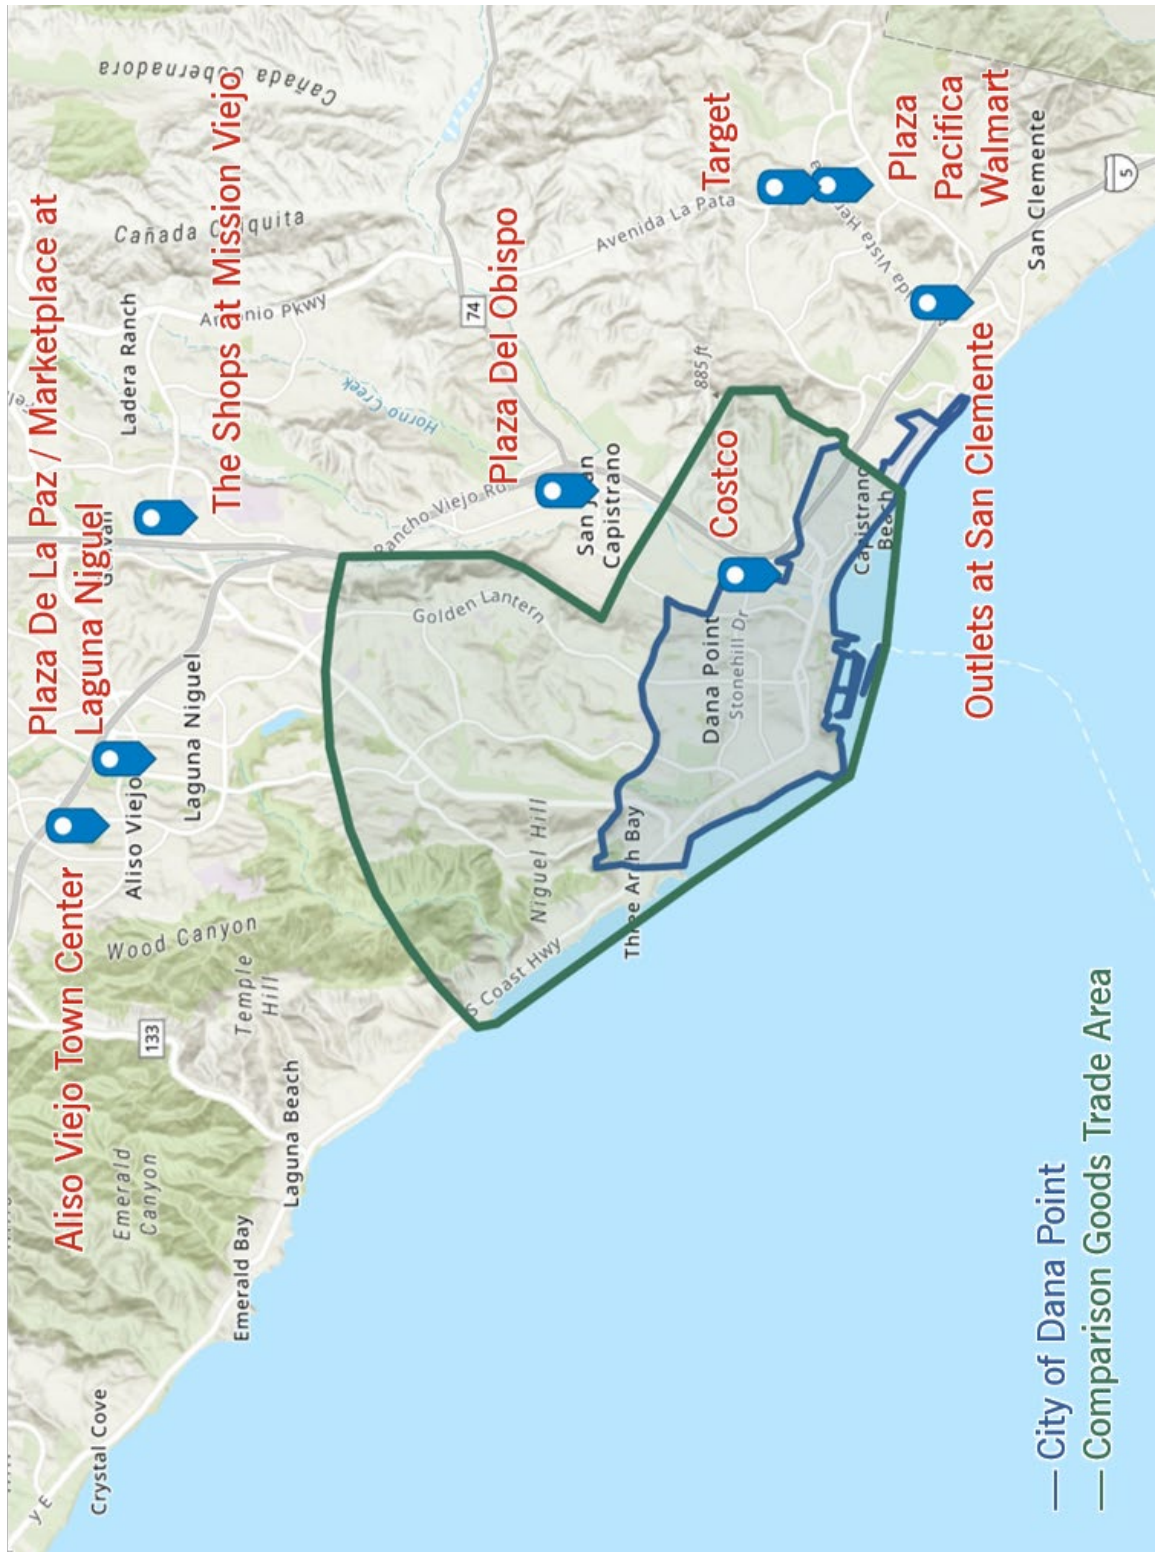 Plaza De La Paz / Marketplace at
Laguna Niguel
Aliso Viejo Town Center
The Shops at Mission Viejo
Plaza Del Obispo
Target
Plaza
Pacifica
Walmart
Costco
Outlets at San Clemente
Cañada Gobernadora
Cañada Chiquita
Ladera Ranch
Antonio Pkwy
Horno Creek
74
Avenida La Pata
885 ft
San Clemente
5
Rancho Viejo Rd
San Juan
Capistrano
Golden Lantern
Capistrano
Beach
Dana Point
Stonehill Dr
Laguna Niguel
Aliso Viejo
Niguel Hill
Three Arch Bay
S Coast Hwy
Wood Canyon
Temple
Hill
133
Laguna Beach
Emerald
Canyon
Emerald Bay
Crystal Cove
y E
City of Dana Point
Comparison Goods Trade Area